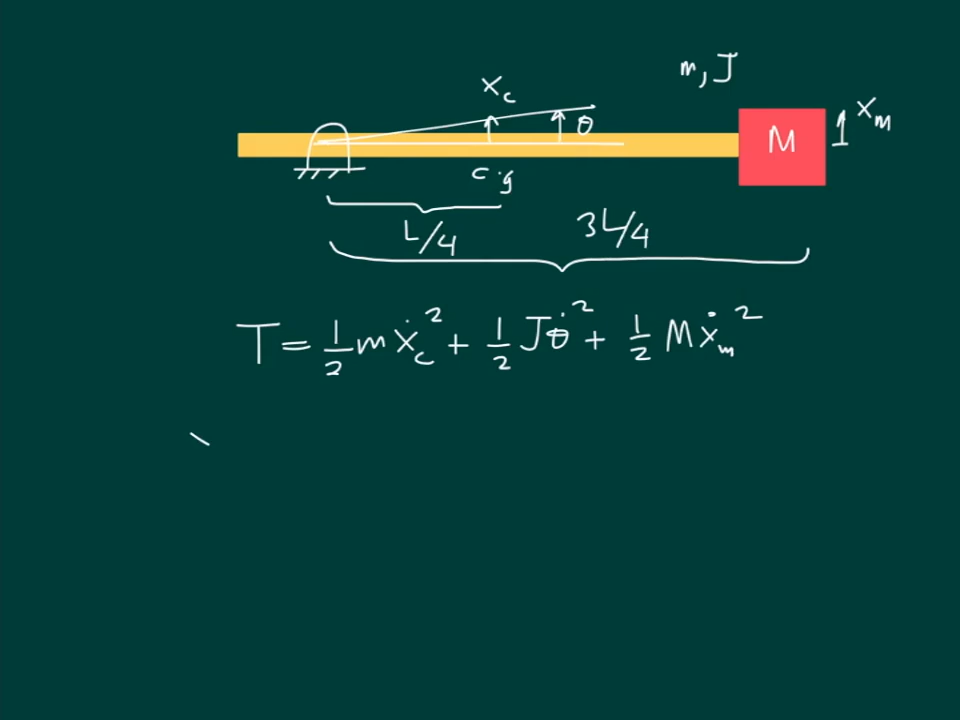 m, J
x_c
θ
M
x_M
c.g
L/4
3L/4
T = 1/2 m ẋ_c² + 1/2 J θ̇² + 1/2 M ẋ_m²